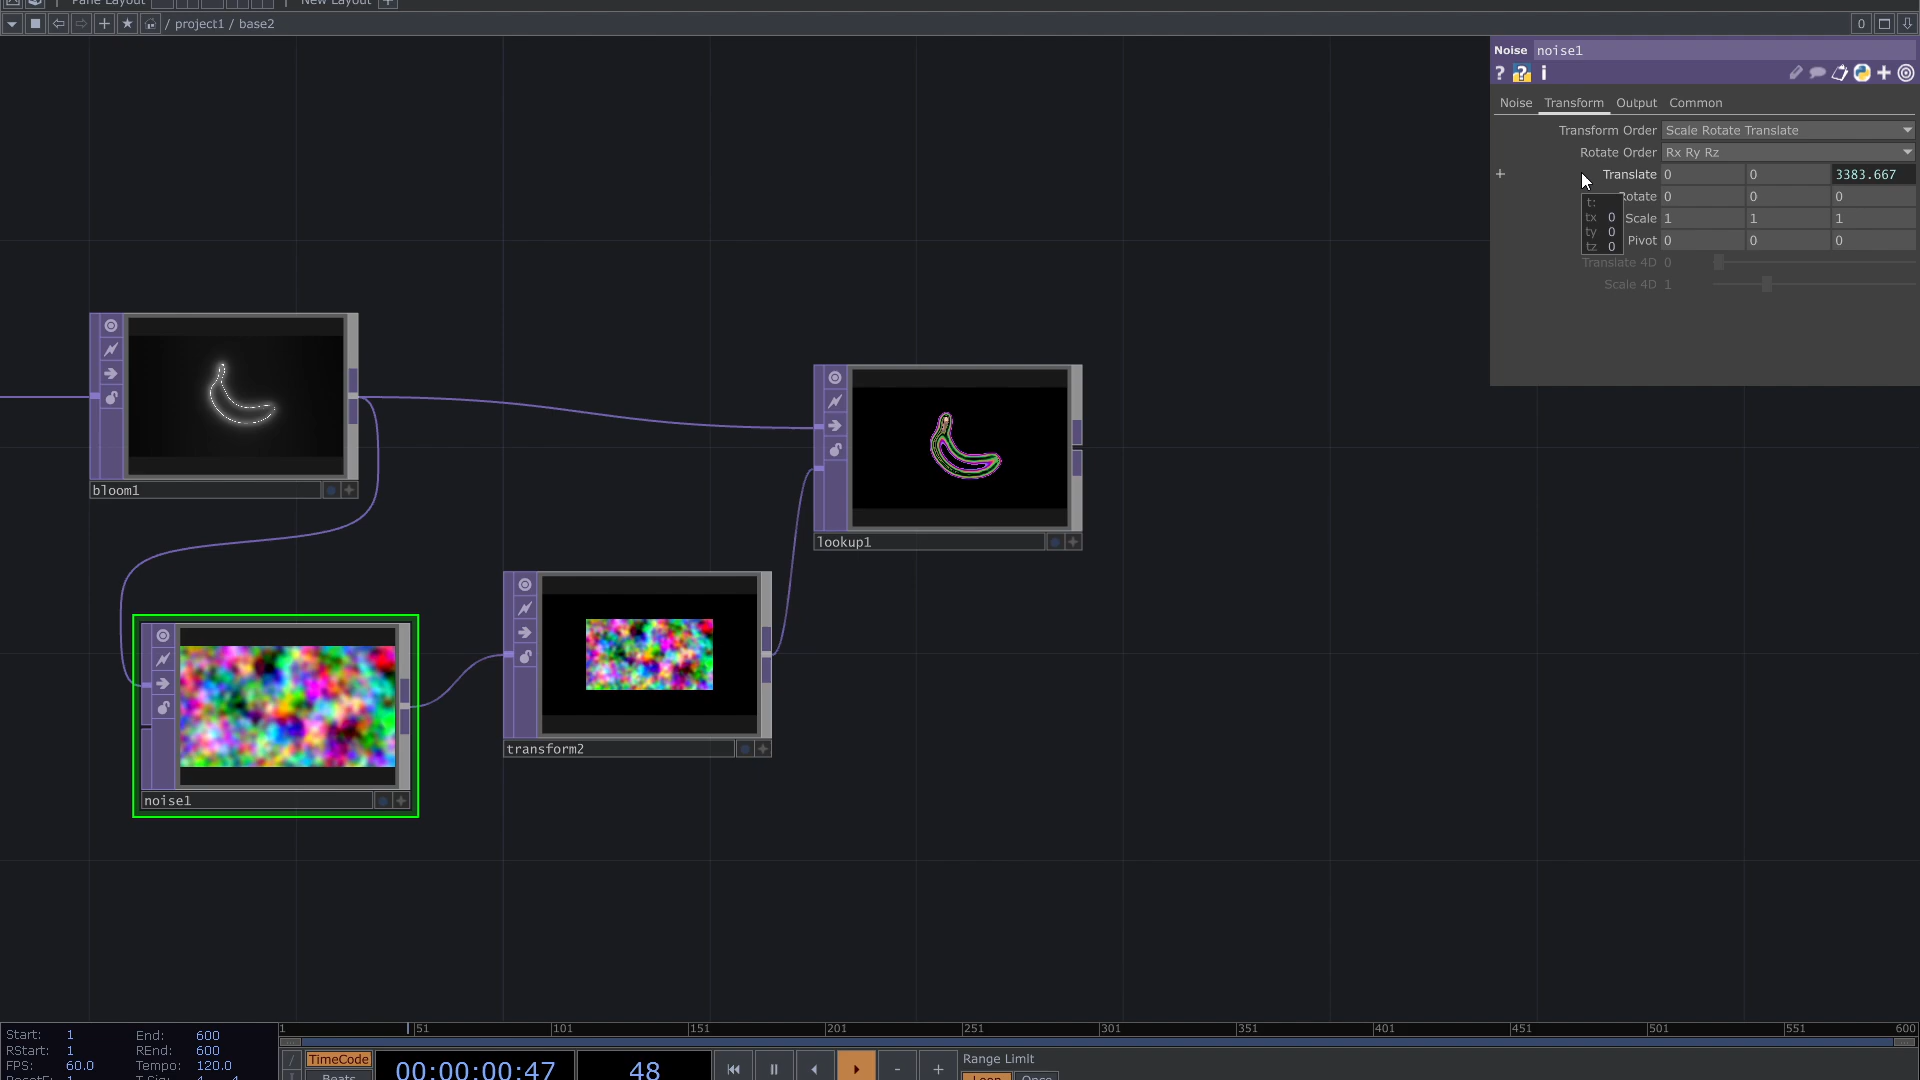 Pane Layout New Layout +
/ project1 / base2 0
Noise noise1
? ? i
Noise Transform Output Common
Transform Order Scale Rotate Translate
Rotate Order Rx Ry Rz
+ Translate 0 0 3383.667
Rotate 0 0 0
Scale 1 1 1
Pivot 0 0 0
Translate 4D 0
Scale 4D 1
t:
tx 0
ty 0
tz 0
bloom1
lookup1
transform2
noise1
1 51 101 151 201 251 301 351 401 451 501 551 600
Start: 1 End: 600
RStart: 1 REnd: 600
FPS: 60.0 Tempo: 120.0
TimeCode
Beats
00:00:00:47 48
- +
Range Limit
Loop Once